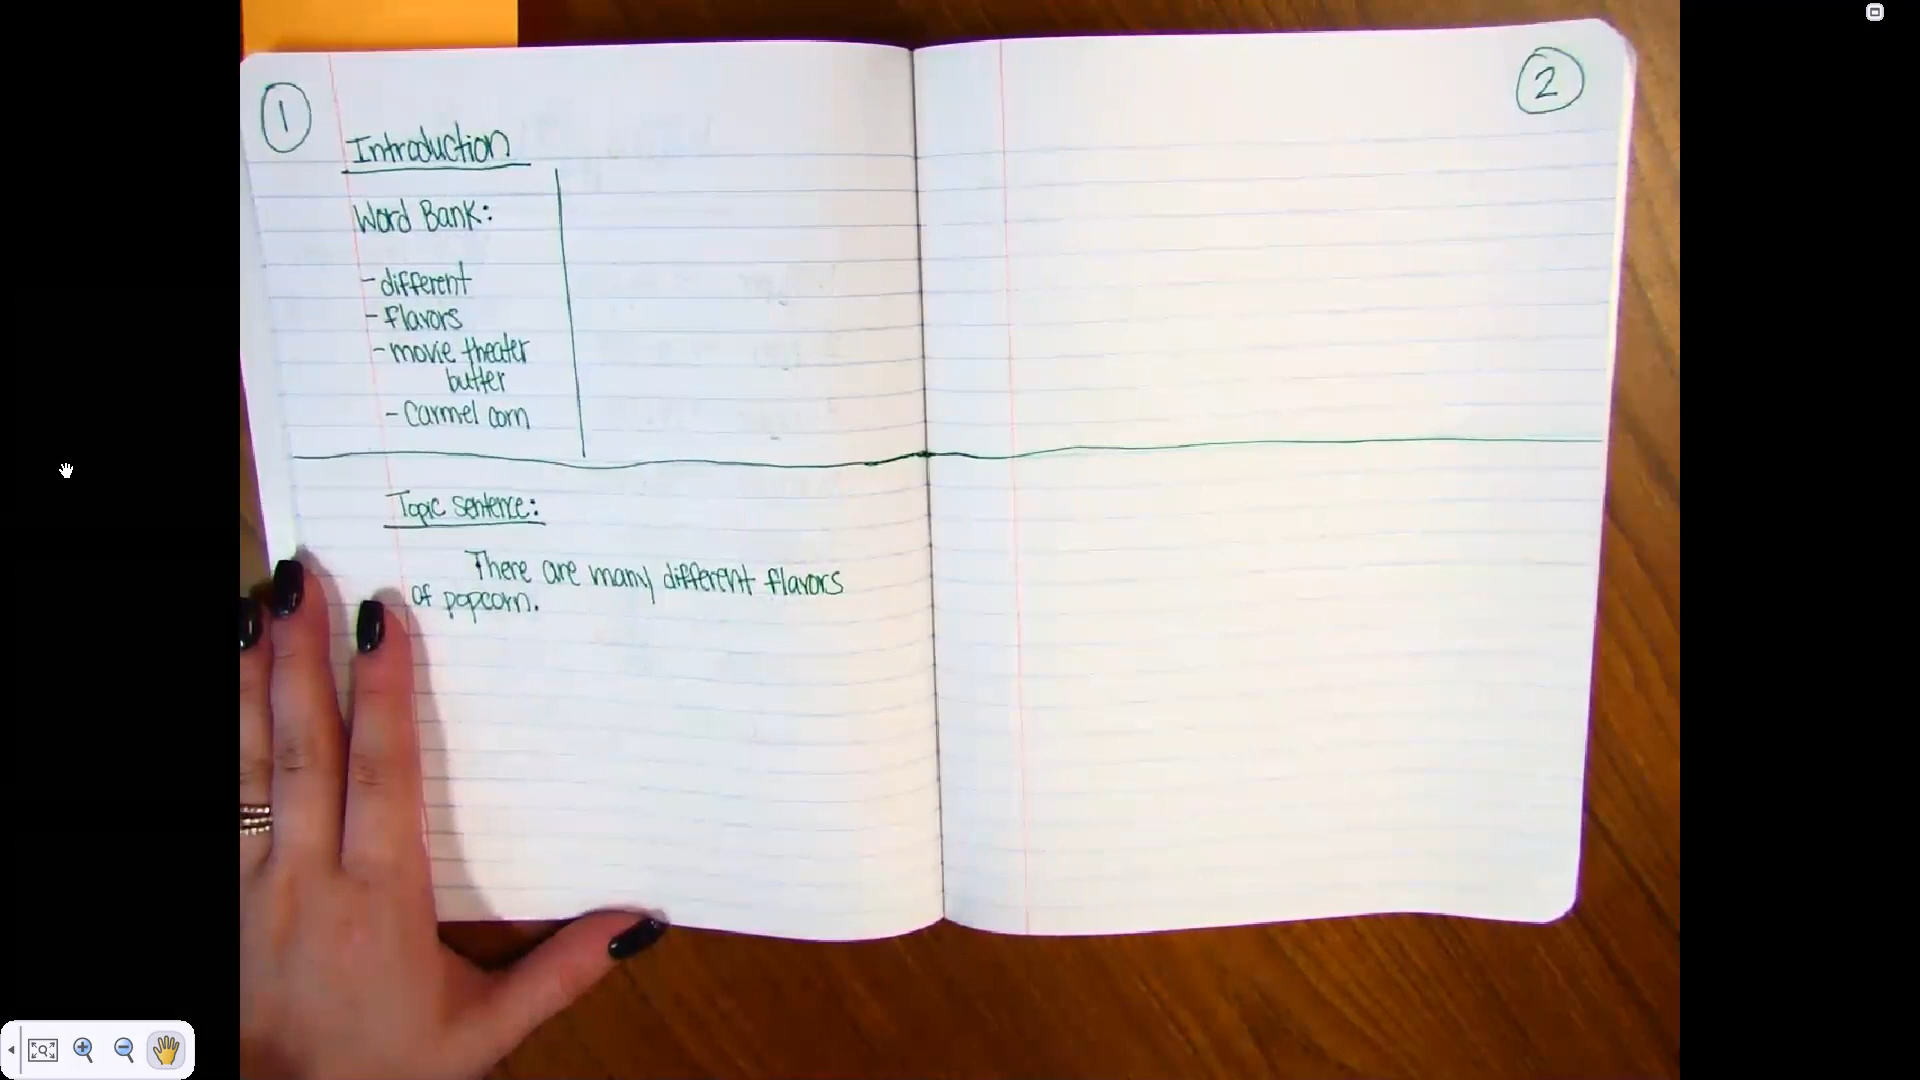 1
Introduction
Word Bank:
- different
- flavors
- movie theater
butter
- Carmel corn
Topic sentence:
There are many different flavors
of popcorn.
2